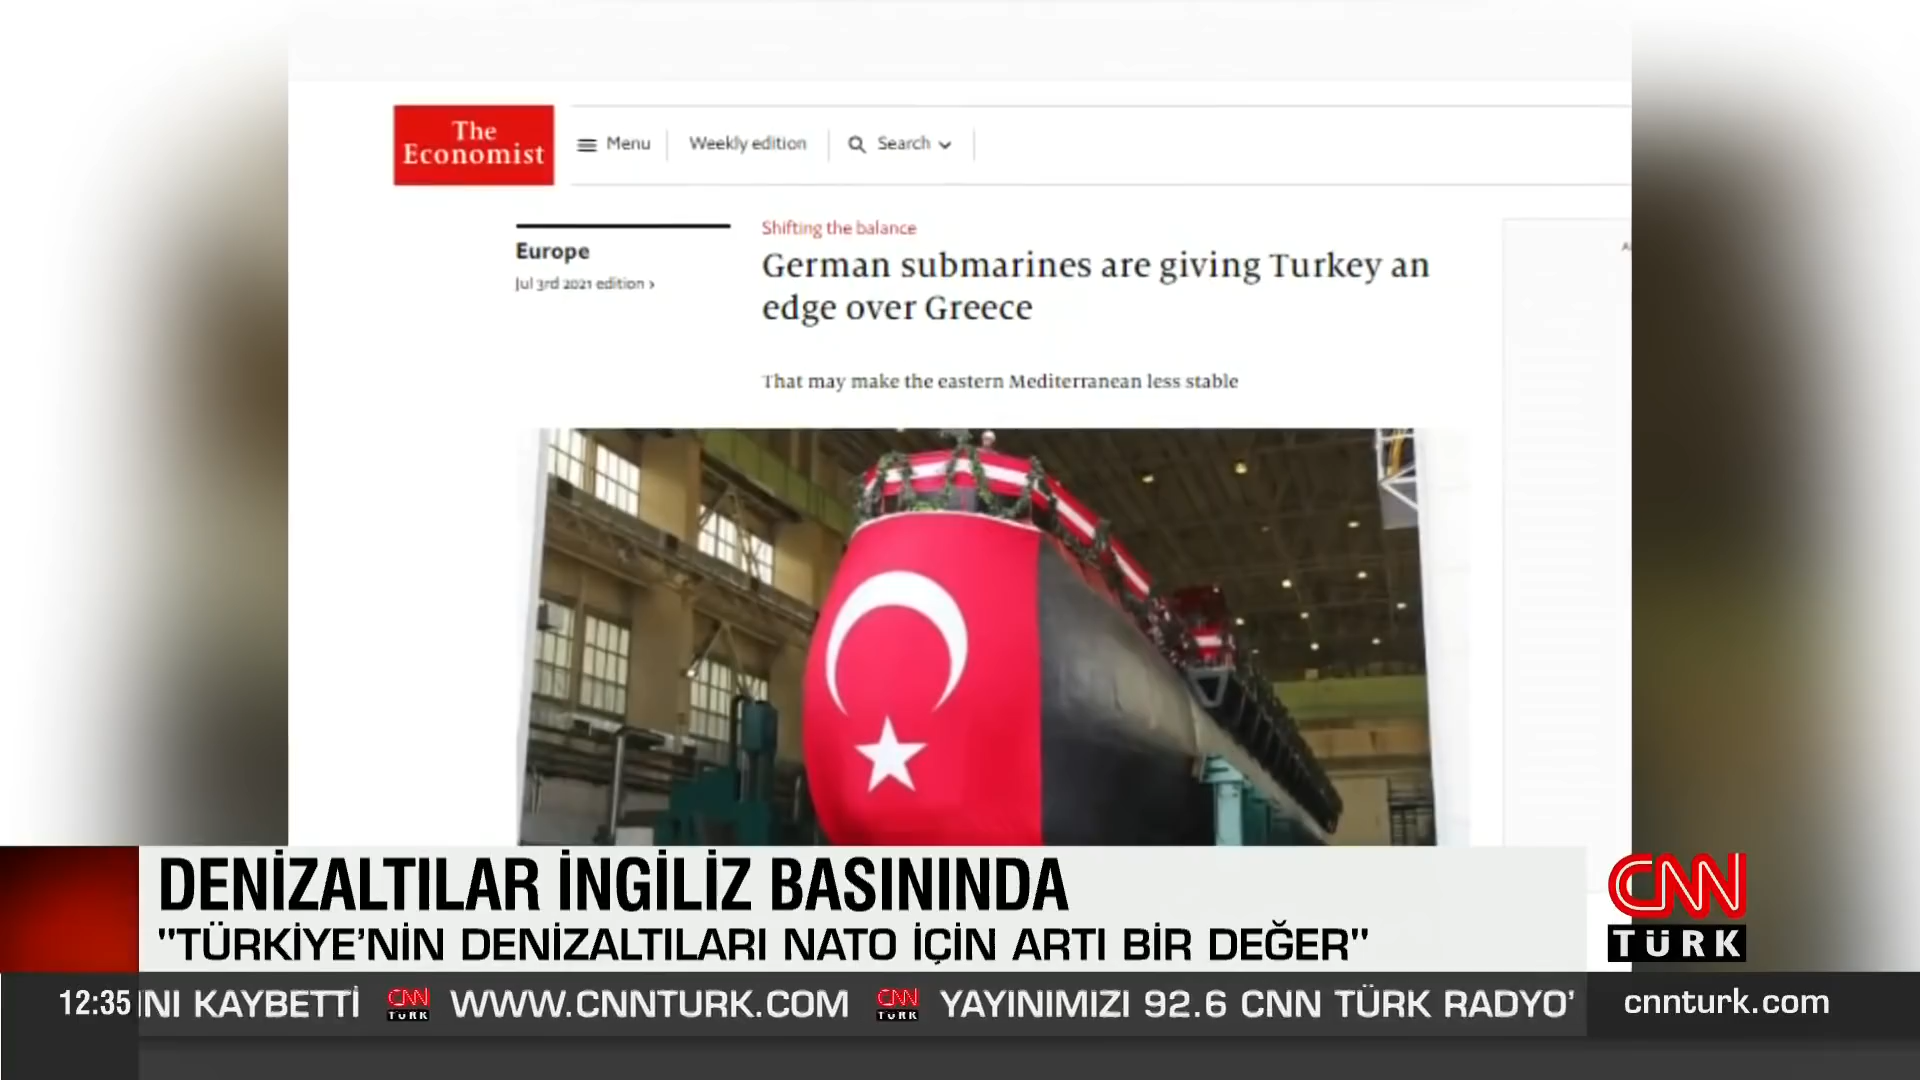 The
Economist
Menu
Weekly edition
Search
Europe
Jul 3rd 2021 edition ›
Shifting the balance
German submarines are giving Turkey an
edge over Greece
That may make the eastern Mediterranean less stable
DENİZALTILAR İNGİLİZ BASININDA
"TÜRKİYE'NİN DENİZALTILARI NATO İÇİN ARTI BİR DEĞER"
CNN
TÜRK
12:35
INI KAYBETTİ CNN TÜRK WWW.CNNTURK.COM CNN TÜRK YAYINIMIZI 92.6 CNN TÜRK RADYO'
cnnturk.com